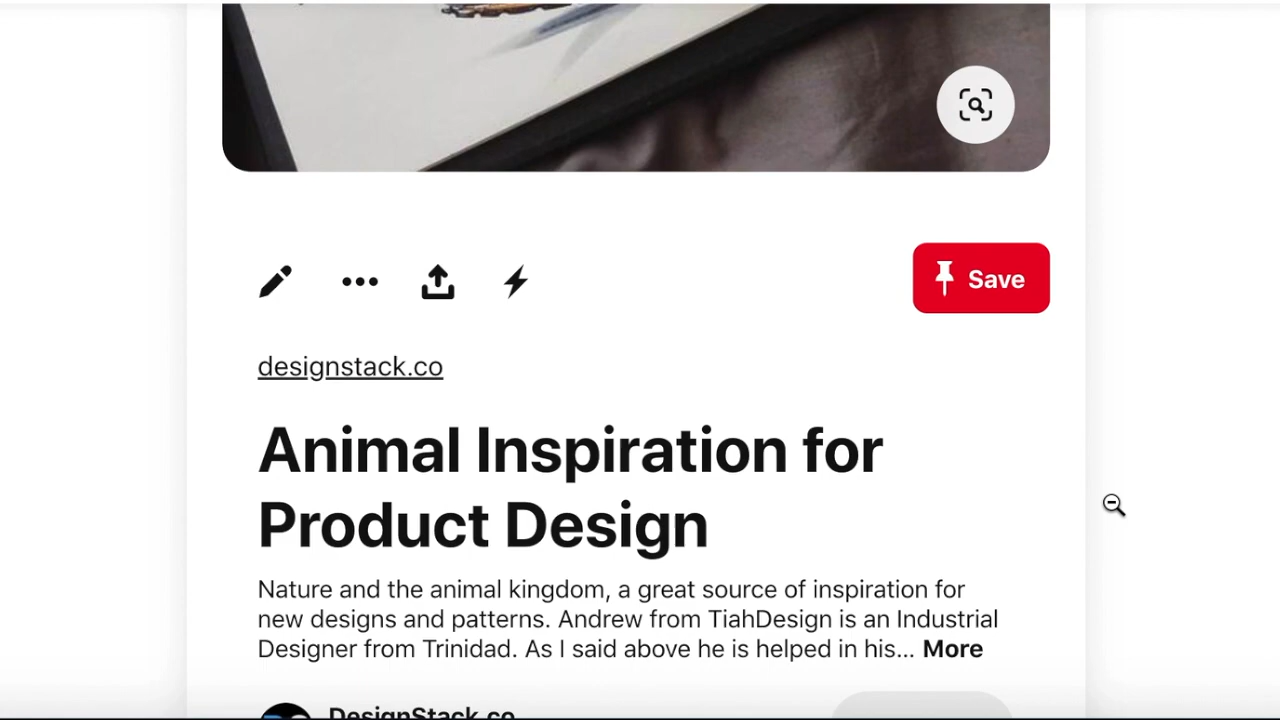 Save
designstack.co
Animal Inspiration for
Product Design
Nature and the animal kingdom, a great source of inspiration for
new designs and patterns. Andrew from TiahDesign is an Industrial
Designer from Trinidad. As I said above he is helped in his... More
DesignStack.co